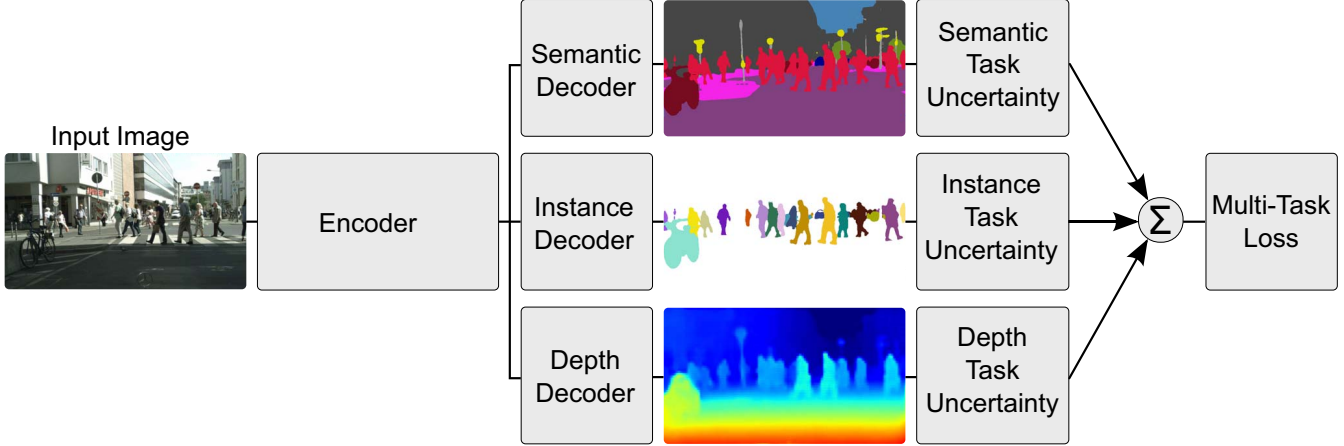 Input Image
Encoder
Semantic
Decoder
Instance
Decoder
Depth
Decoder
Semantic
Task
Uncertainty
Instance
Task
Uncertainty
Depth
Task
Uncertainty
Σ
Multi-Task
Loss